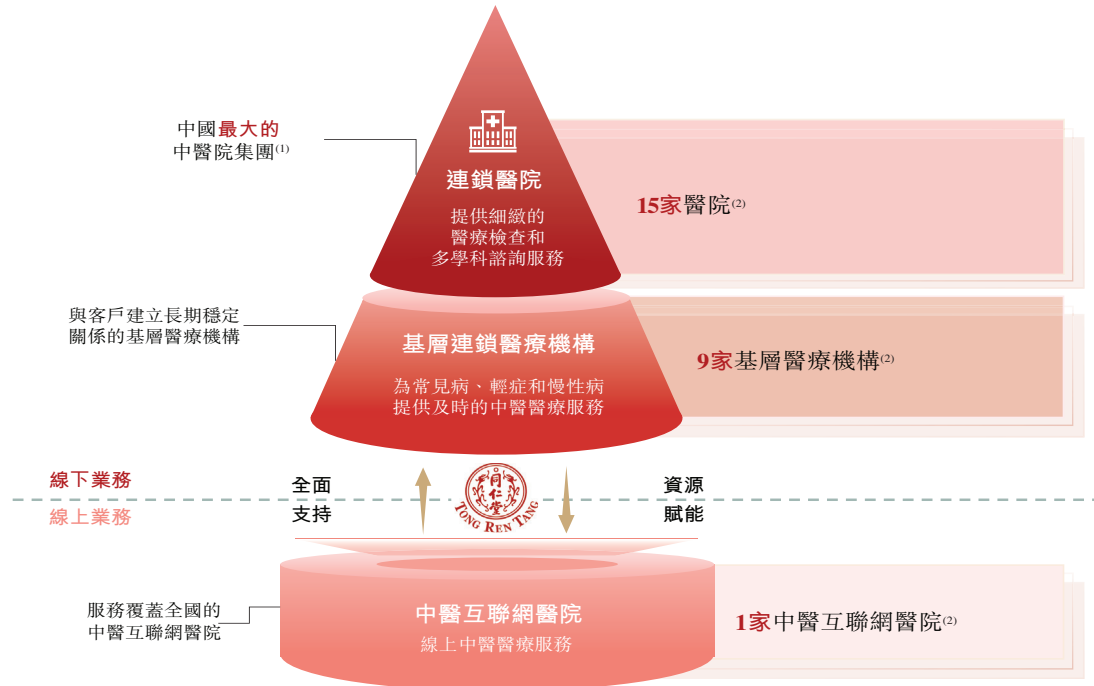 中國最大的
中醫院集團(1)
連鎖醫院
提供細緻的
醫療檢查和
多學科諮詢服務
15家醫院(2)
與客戶建立長期穩定
關係的基層醫療機構
基層連鎖醫療機構
為常見病、輕症和慢性病
提供及時的中醫醫療服務
9家基層醫療機構(2)
線下業務
線上業務
全面
支持
同仁堂
TONG REN TANG
資源
賦能
服務覆蓋全國的
中醫互聯網醫院
中醫互聯網醫院
線上中醫醫療服務
1家中醫互聯網醫院(2)